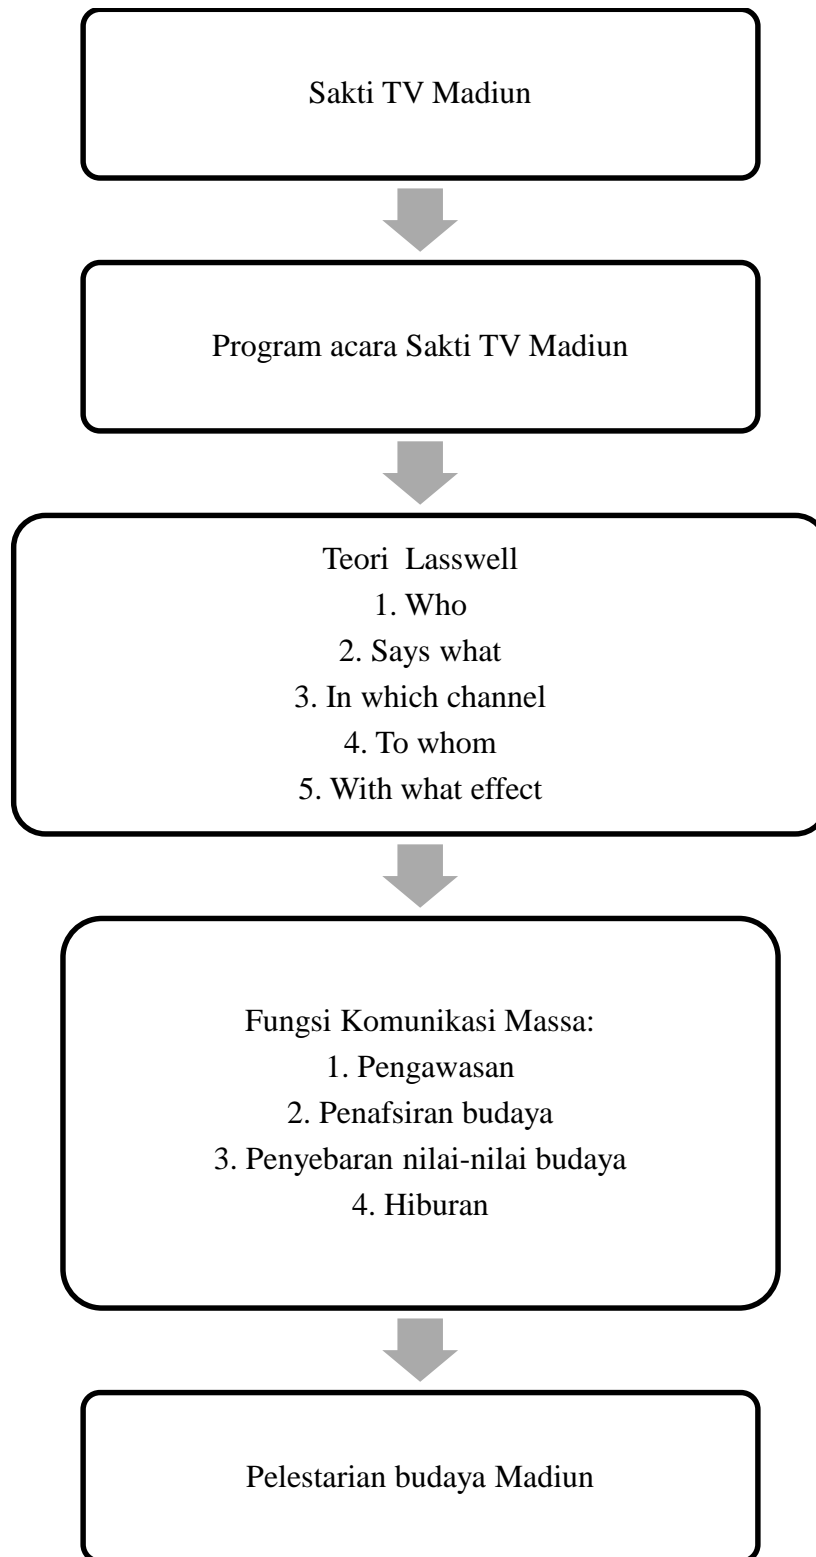 Sakti TV Madiun
Program acara Sakti TV Madiun
Teori  Lasswell
1. Who
2. Says what
3. In which channel
4. To whom
5. With what effect
Fungsi Komunikasi Massa:
1. Pengawasan
2. Penafsiran budaya
3. Penyebaran nilai-nilai budaya
4. Hiburan
Pelestarian budaya Madiun